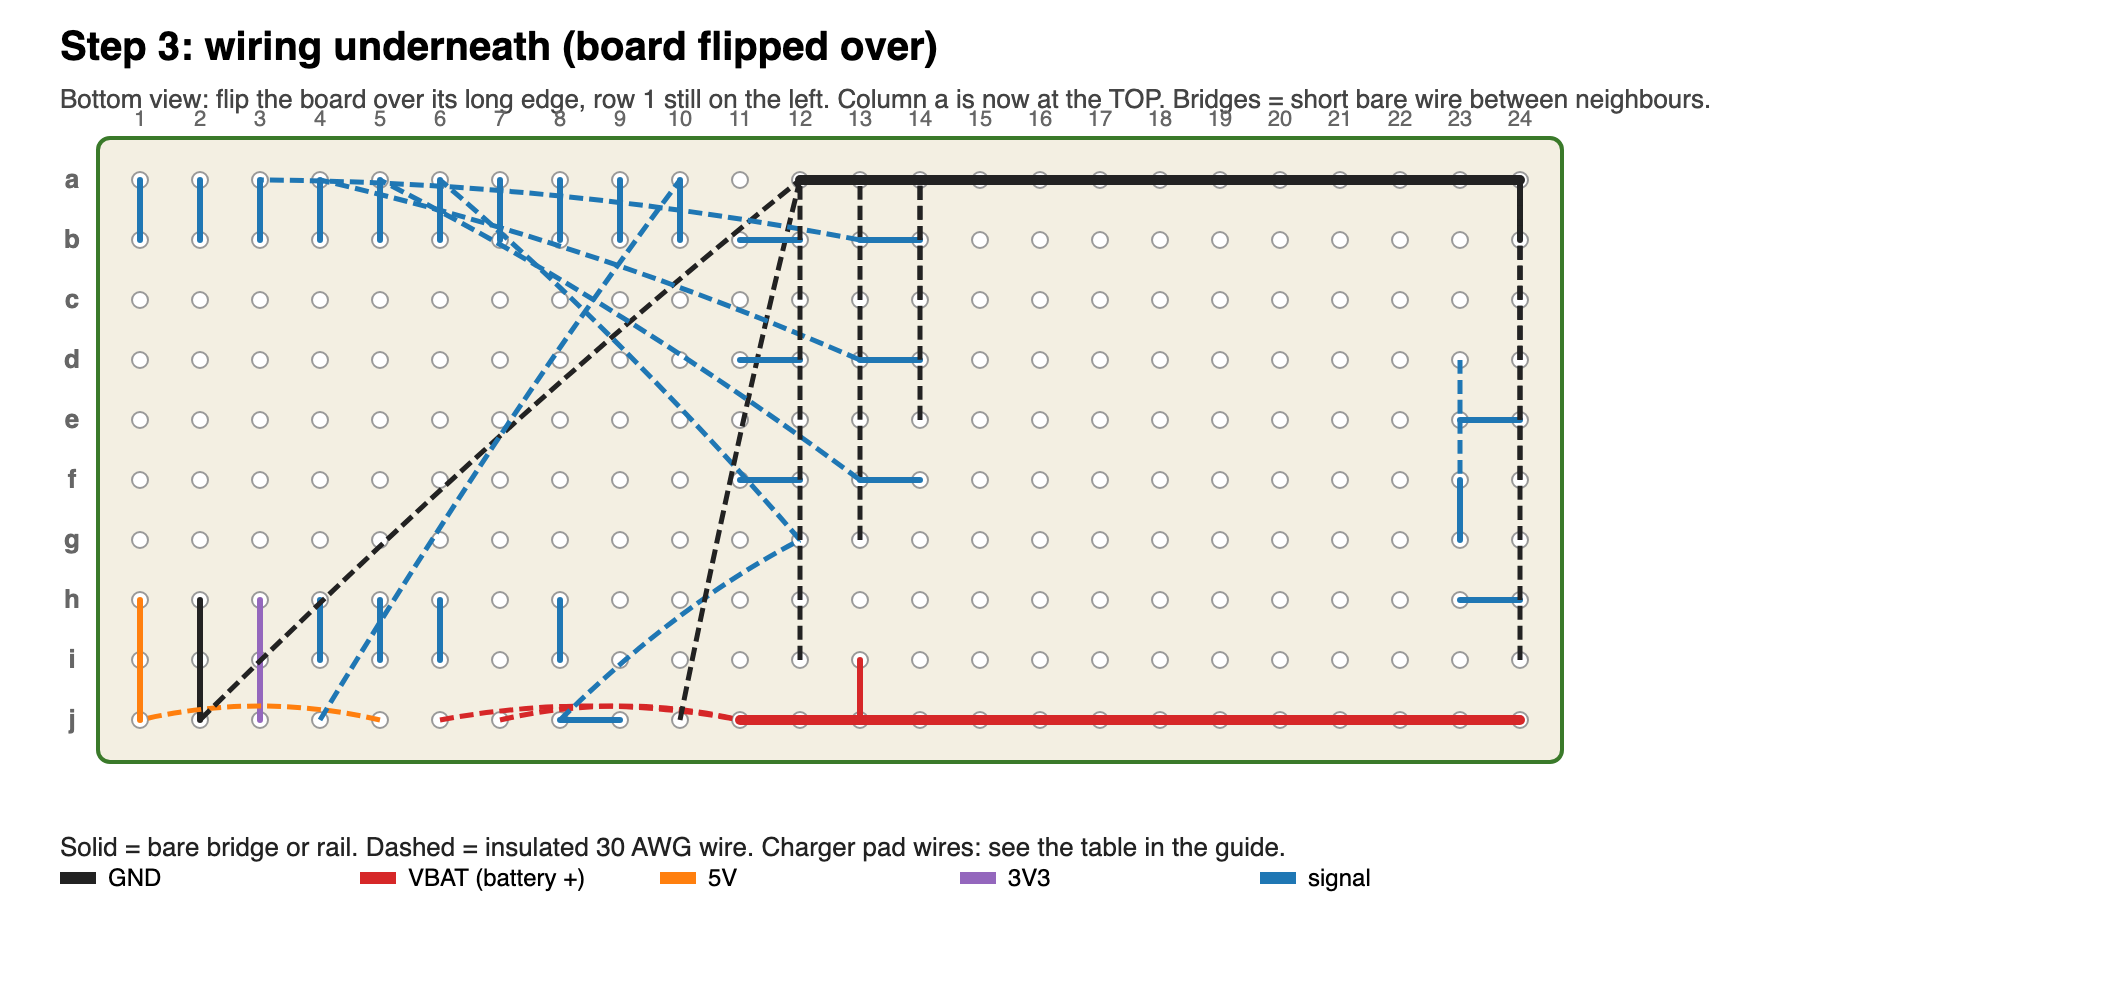 Step 3: wiring underneath (board flipped over)
Bottom view: flip the board over its long edge, row 1 still on the left. Column a is now at the TOP. Bridges = short bare wire between neighbours.
1 2 3 4 5 6 7 8 9 10 11 12 13 14 15 16 17 18 19 20 21 22 23 24
a
b
c
d
e
f
g
h
i
j
Solid = bare bridge or rail. Dashed = insulated 30 AWG wire. Charger pad wires: see the table in the guide.
GND VBAT (battery +) 5V 3V3 signal